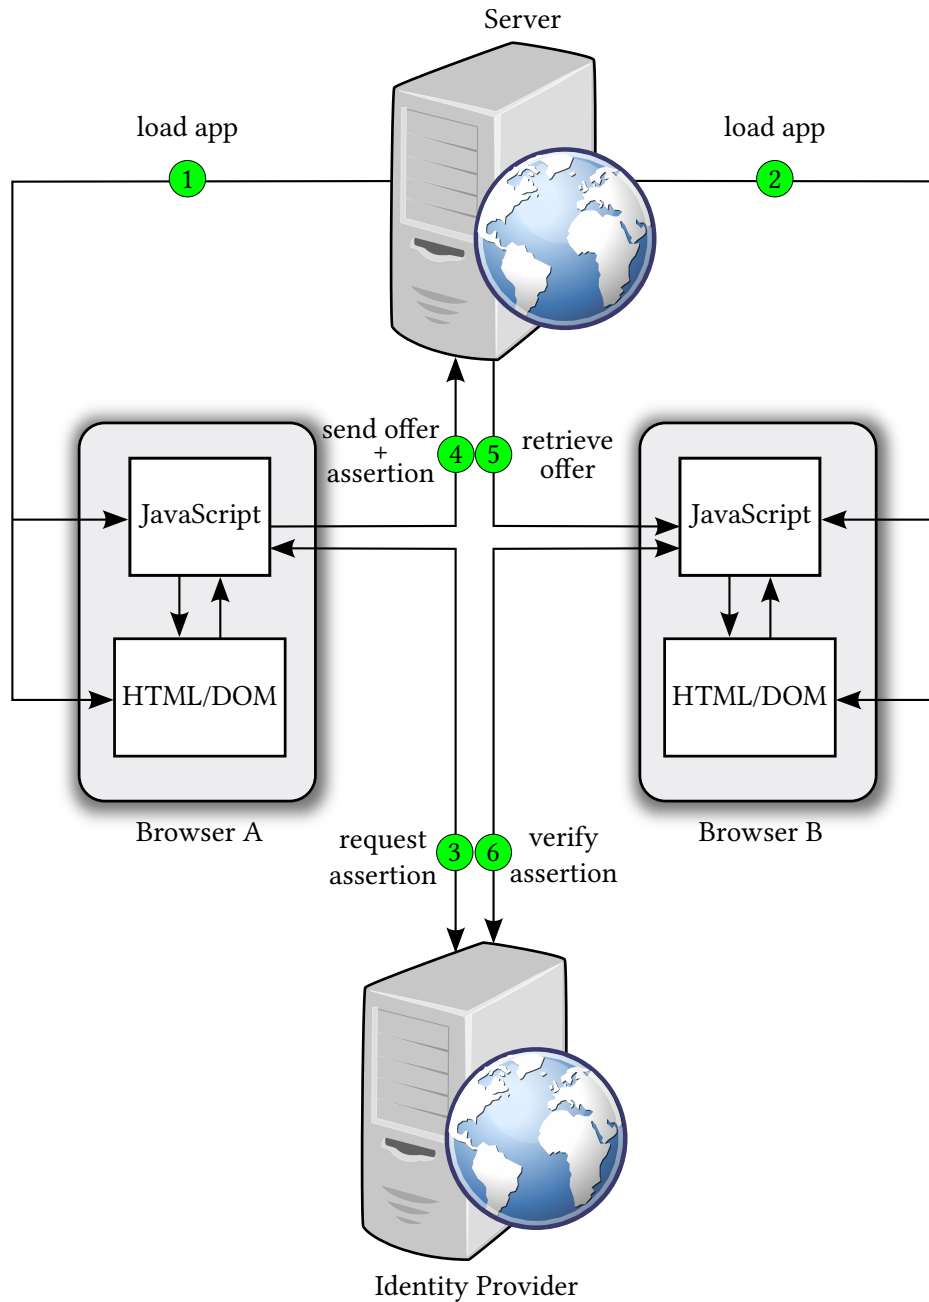 Server
load app
load app
1
2
send offer
+
assertion
4
5
retrieve
offer
JavaScript
JavaScript
HTML/DOM
HTML/DOM
Browser A
Browser B
request
assertion
3
6
verify
assertion
Identity Provider